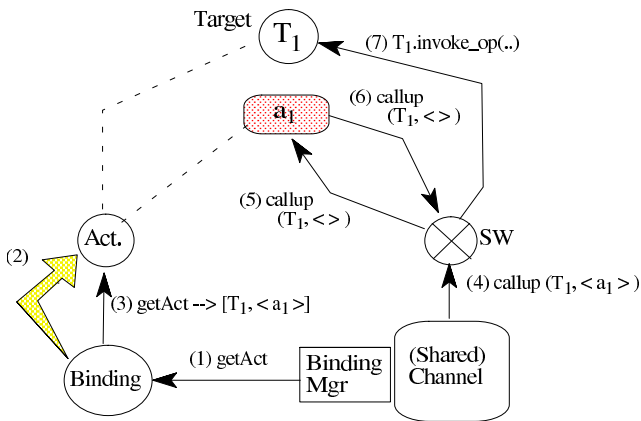 Target
T1
(7) T1.invoke_op(..)
a1
(6) callup
(T1, < > )
(5) callup
(T1, < > )
(2)
Act.
SW
(3) getAct --> [T1, < a1 > ]
(4) callup (T1, < a1 > )
Binding
(1) getAct
Binding
Mgr
(Shared)
Channel